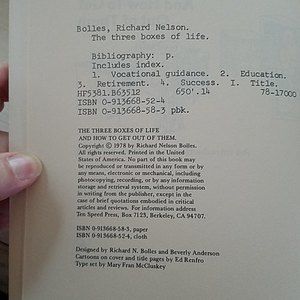 Bolles, Richard Nelson.
The three boxes of life.
Bibliography: p.
Includes index.
1. Vocational guidance. 2. Education.
3. Retirement. 4. Success. I. Title.
HF5381.B63512 650'.14 78-17000
ISBN 0-913668-52-4
ISBN 0-913668-58-3 pbk.
THE THREE BOXES OF LIFE
AND HOW TO GET OUT OF THEM.
Copyright © 1978 by Richard Nelson Bolles.
All rights reserved. Printed in the United
States of America. No part of this book may
be reproduced or transmitted in any form or by
any means, electronic or mechanical, including
photocopying, recording, or by any information
storage and retrieval system, without permission
in writing from the publisher, except in the
case of brief quotations embodied in critical
articles and reviews. For information address
Ten Speed Press, Box 7123, Berkeley, CA 94707.
ISBN 0-913668-58-3, paper
ISBN 0-913668-52-4, cloth
Designed by Richard N. Bolles and Beverly Anderson
Cartoons on cover and title pages by Ed Renfro
Type set by Mary Fran McCluskey